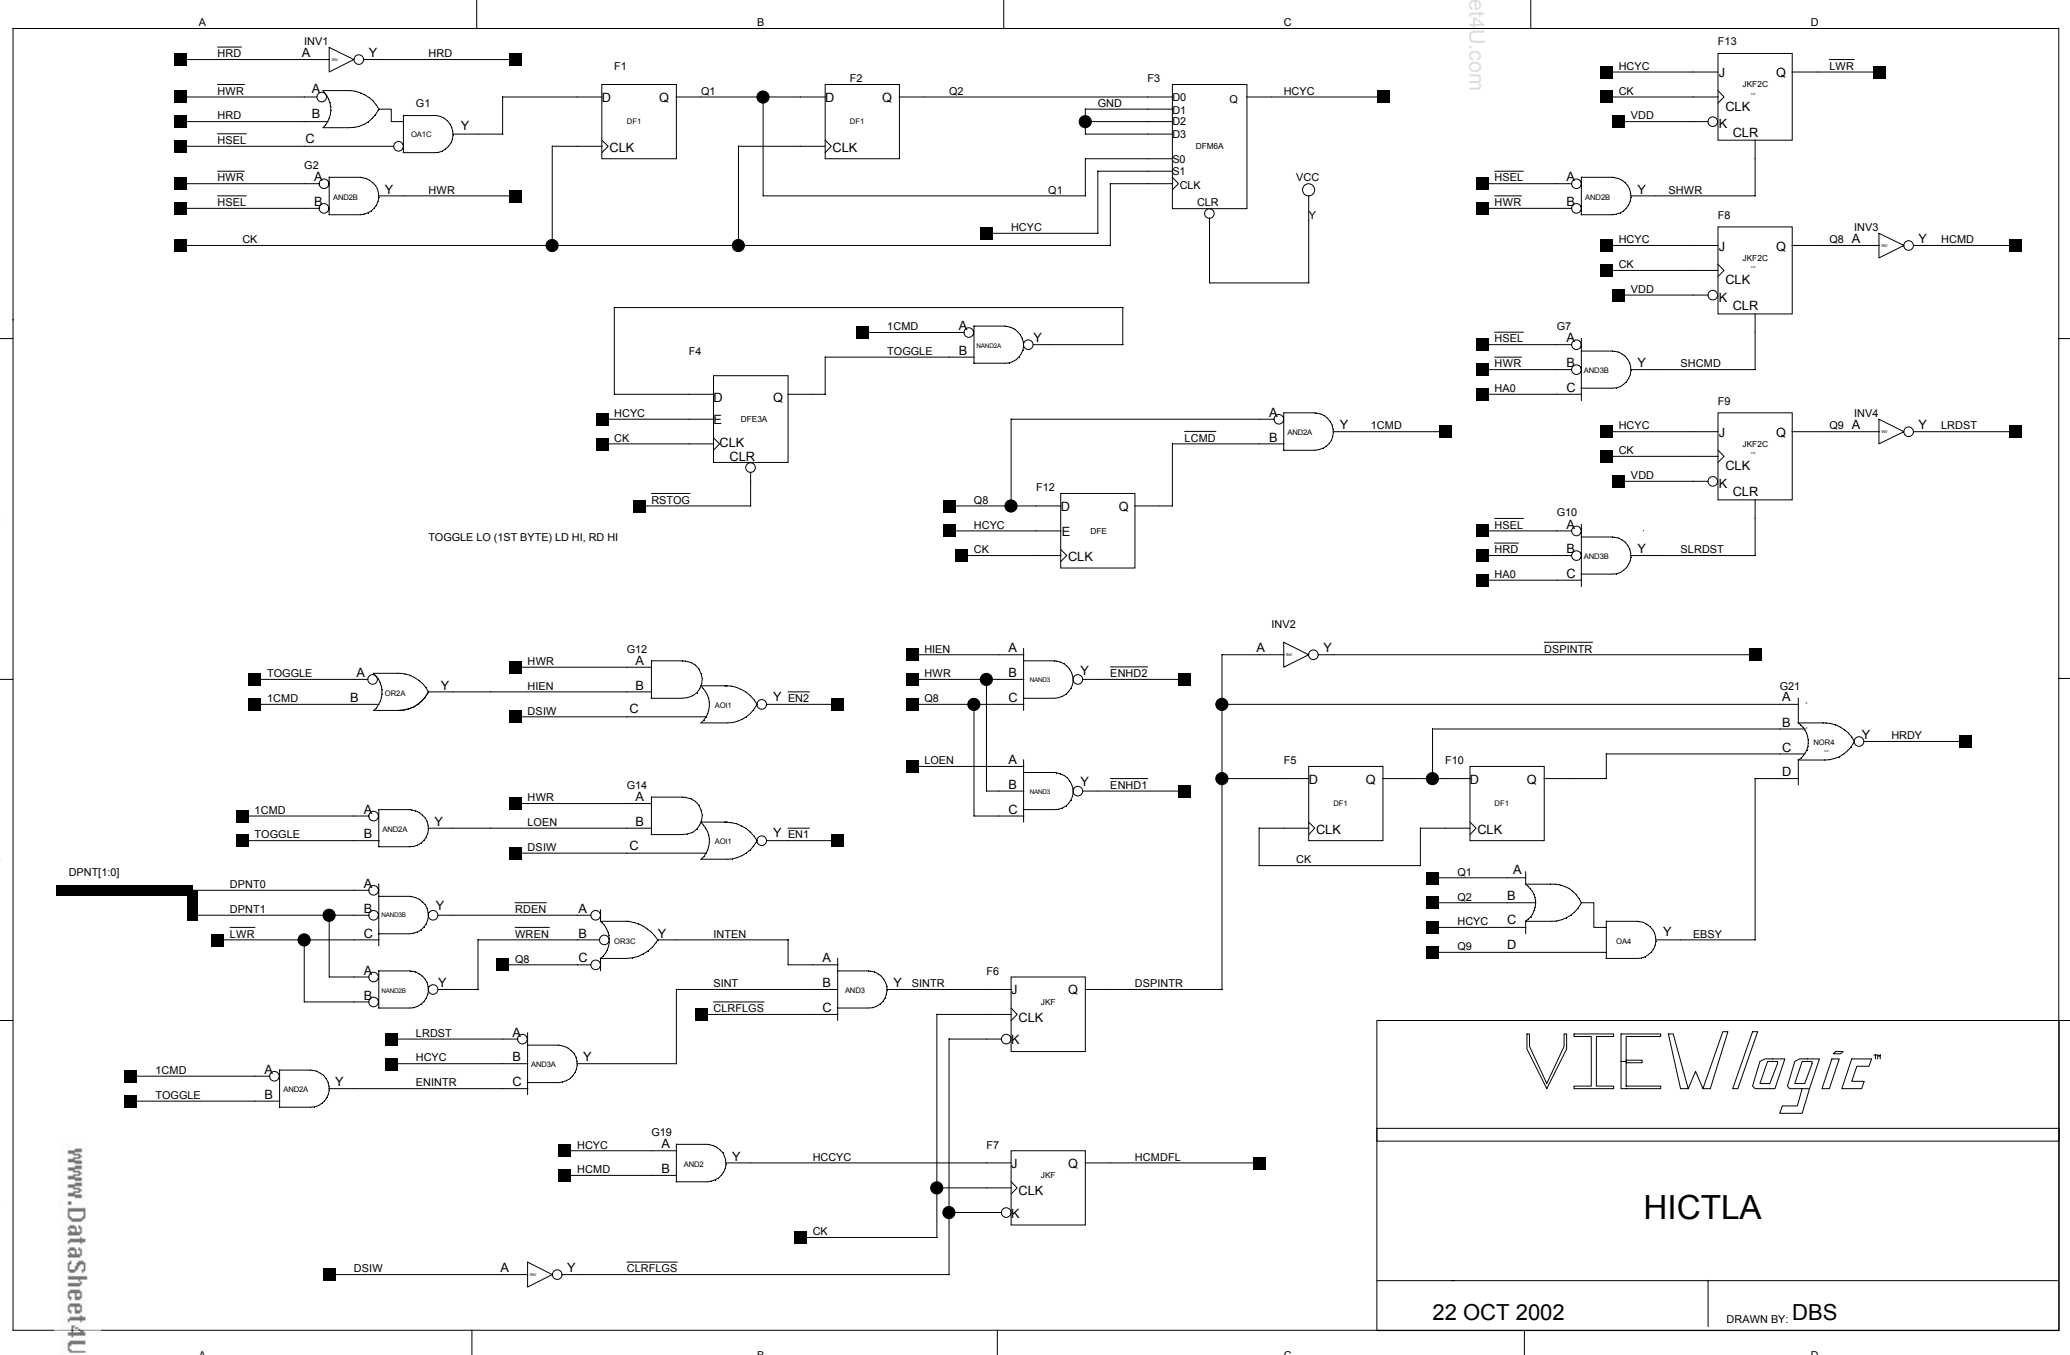 A B C D
et4U.com
HRD A INV1 Y HRD
HWR A
HRD B G1
HSEL C OA1C Y
HWR A G2
HSEL B AND2B Y HWR
CK
F1 D Q DF1 CLK Q1
F2 D Q DF1 CLK Q2
F3 D0 D1 D2 D3 S0 S1 CLK CLR Q DFM6A HCYC
GND
Q1
HCYC
VCC
Y
F13
HCYC J Q LWR
CK CLK JKF2C
VDD K CLR
HSEL A
HWR B AND2B Y SHWR
F8
HCYC J Q Q8 A INV3 Y HCMD
CK CLK JKF2C
VDD K CLR
G7
HSEL A
HWR B AND3B Y SHCMD
HA0 C
F9
HCYC J Q Q9 A INV4 Y LRDST
CK CLK JKF2C
VDD K CLR
G10
HSEL A
HRD B AND3B Y SLRDST
HA0 C
1CMD A
TOGGLE B NAND2A Y
F4
D Q
HCYC E DFE3A
CK CLK
CLR
RSTOG
TOGGLE LO (1ST BYTE) LD HI, RD HI
A
LCMD B AND2A Y 1CMD
F12
Q8 D Q
HCYC E DFE
CK CLK
TOGGLE A
1CMD B OR2A Y
G12
HWR A
HIEN B
DSIW C AOI1 Y EN2
1CMD A
TOGGLE B AND2A Y
G14
HWR A
LOEN B
DSIW C AOI1 Y EN1
HIEN A
HWR B NAND3 Y ENHD2
Q8 C
LOEN A
B NAND3 Y ENHD1
C
INV2
A Y DSPINTR
G21
A
B
C NOR4 Y HRDY
D
F5 D Q DF1 CLK
F10 D Q DF1 CLK
CK
Q1 A
Q2 B
HCYC C
Q9 D OA4 Y EBSY
DPNT[1:0]
DPNT0 A
DPNT1 B NAND3B Y RDEN A
LWR C
WREN B OR3C Y INTEN
Q8 C
A
B NAND2B Y
A
SINT B AND3 Y SINTR
CLRFLGS C
F6 J Q JKF CLK K DSPINTR
LRDST A
HCYC B AND3A Y
1CMD A
TOGGLE B AND2A Y ENINTR C
G19
HCYC A
HCMD B AND2 Y HCCYC
F7 J Q JKF CLK K HCMDFL
CK
DSIW A Y CLRFLGS
VIEWlogic™
HICTLA
22 OCT 2002
DRAWN BY: DBS
www.DataSheet4U
A B C D